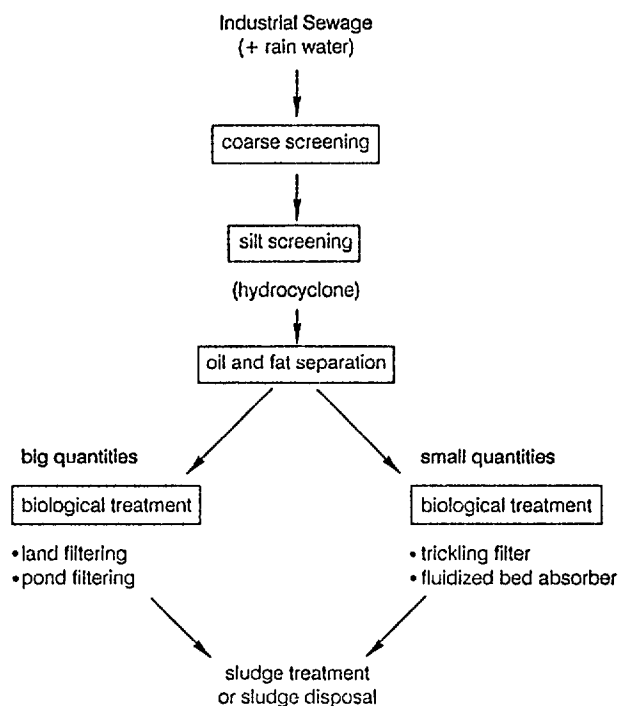 Industrial Sewage
(+ rain water)
coarse screening
silt screening
(hydrocyclone)
oil and fat separation
big quantities
small quantities
biological treatment
biological treatment
•land filtering
•pond filtering
•trickling filter
•fluidized bed absorber
sludge treatment
or sludge disposal